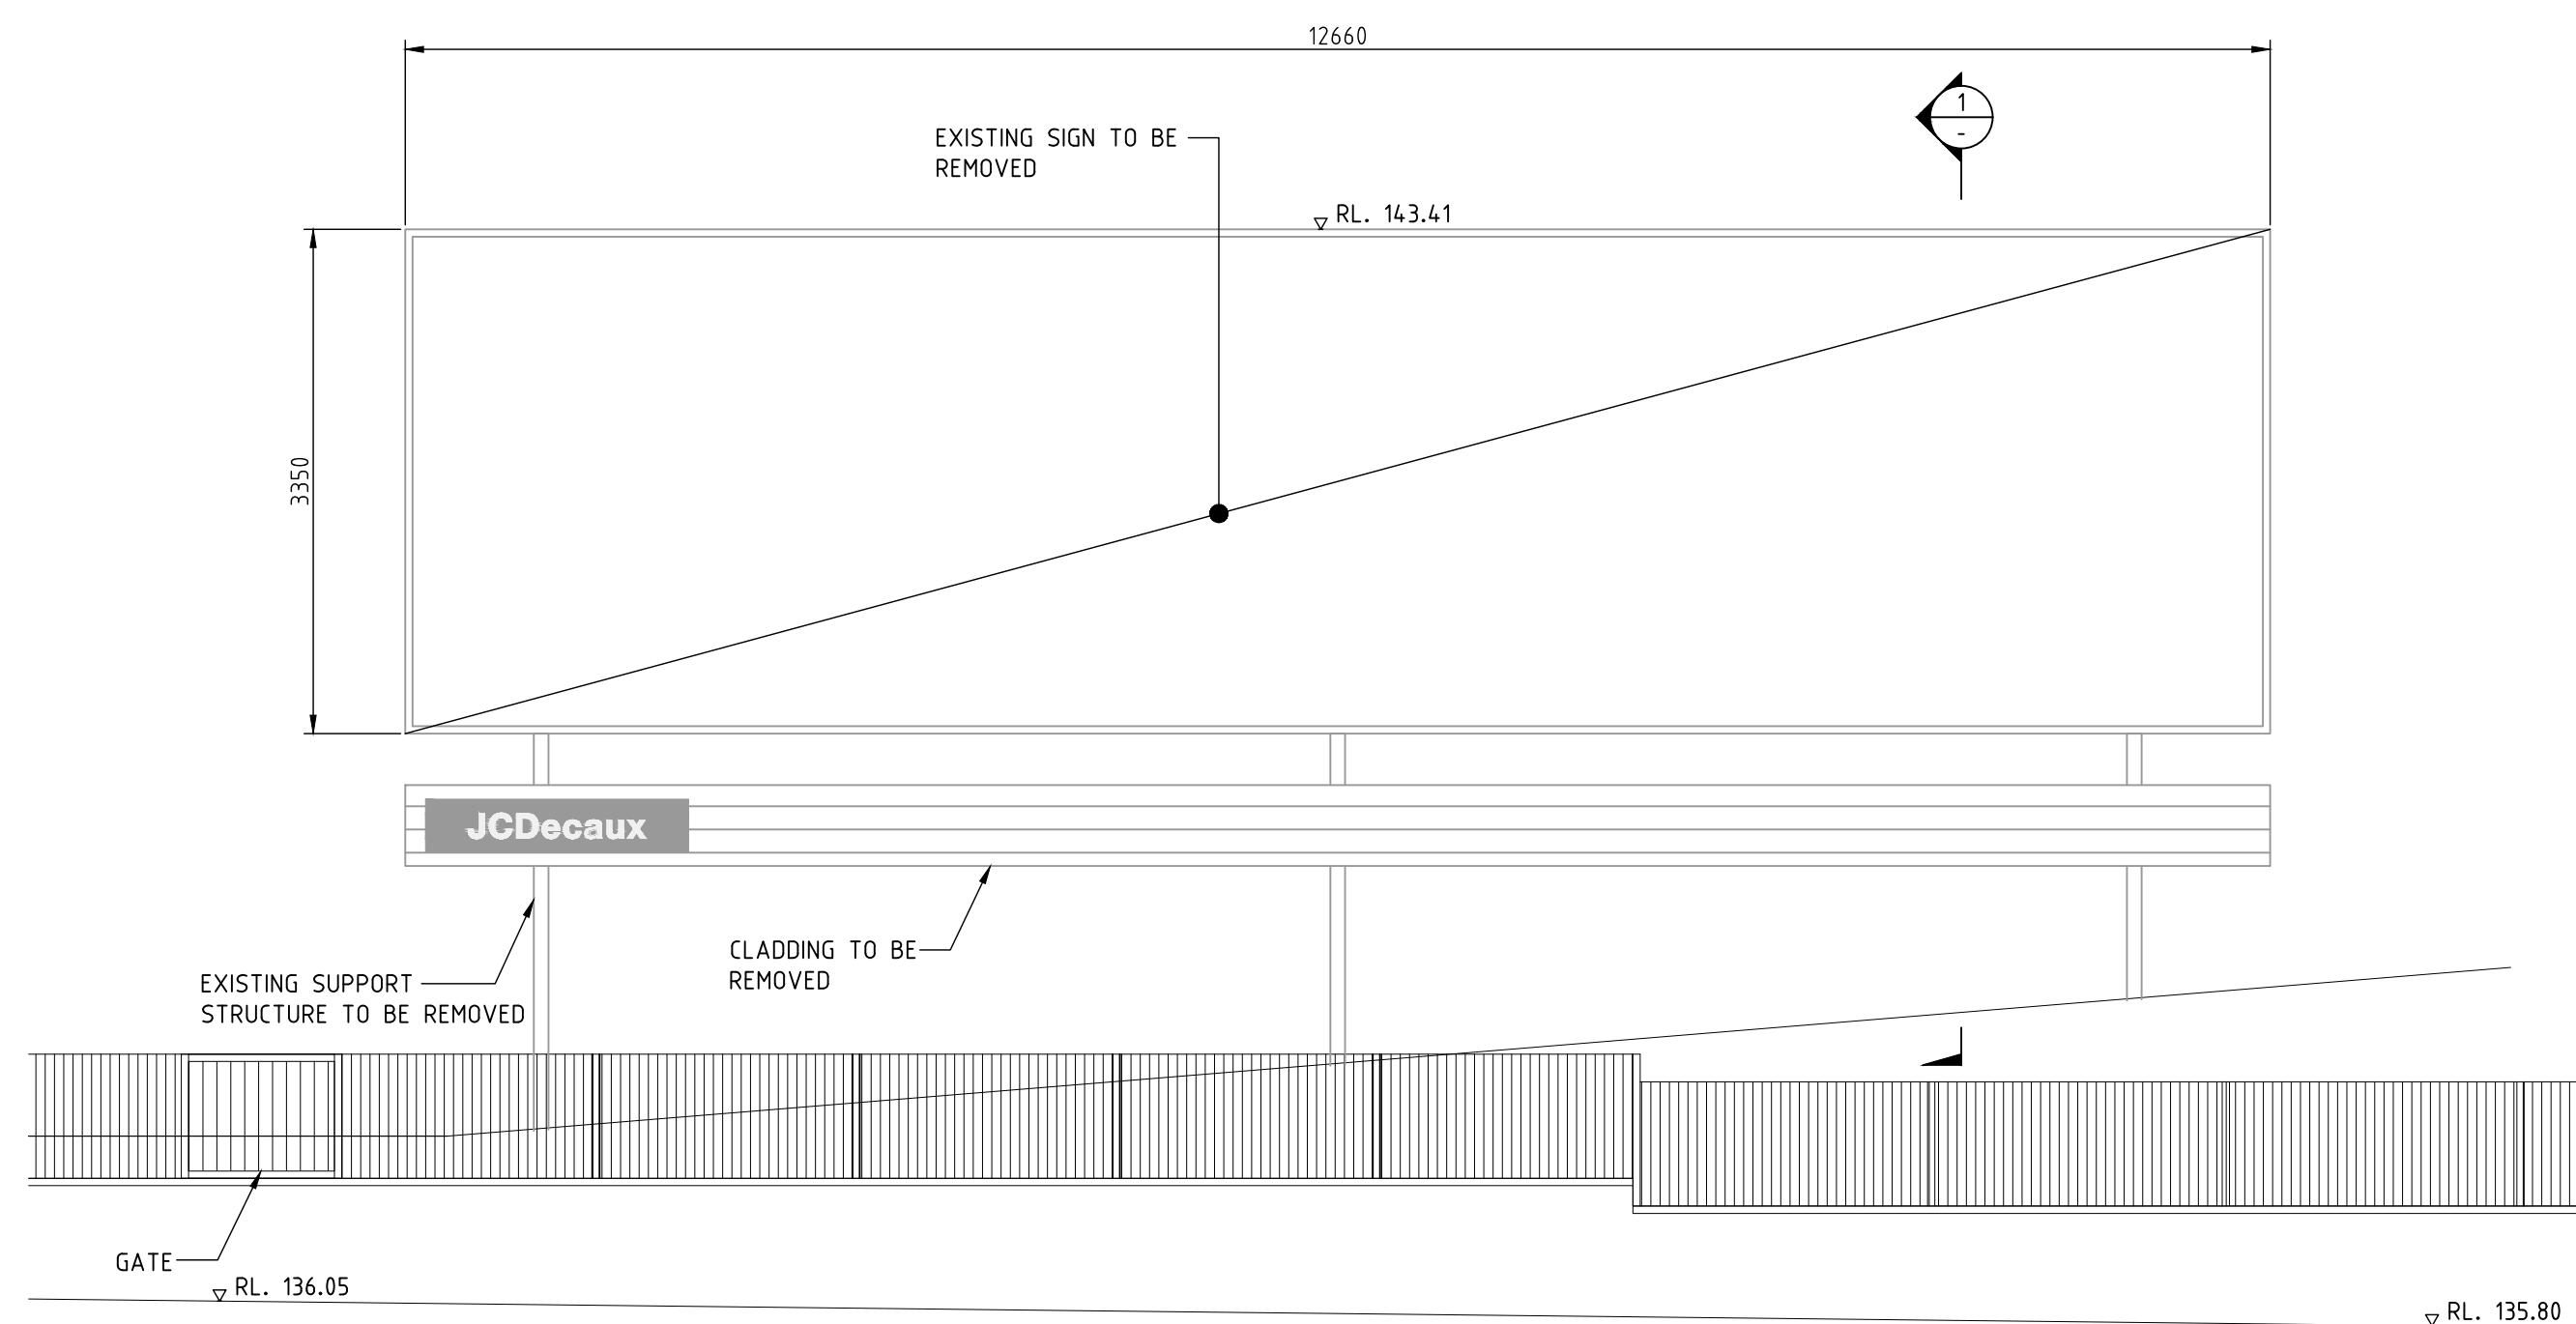 12660
1
-
EXISTING SIGN TO BE
REMOVED
RL. 143.41
3350
JCDecaux
CLADDING TO BE
REMOVED
EXISTING SUPPORT
STRUCTURE TO BE REMOVED
GATE
RL. 136.05
RL. 135.80